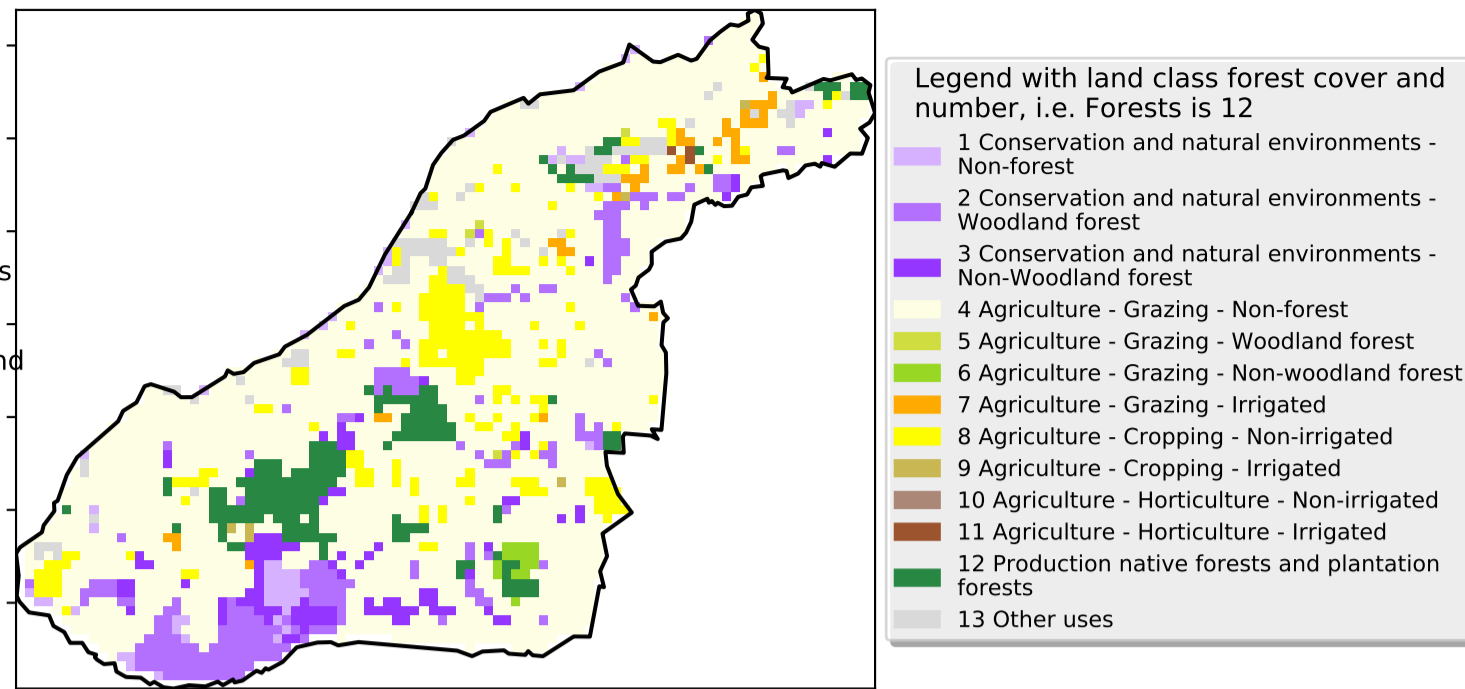 Legend with land class forest cover and
number, i.e. Forests is 12
1 Conservation and natural environments -
Non-forest
2 Conservation and natural environments -
Woodland forest
3 Conservation and natural environments -
Non-Woodland forest
4 Agriculture - Grazing - Non-forest
5 Agriculture - Grazing - Woodland forest
6 Agriculture - Grazing - Non-woodland forest
7 Agriculture - Grazing - Irrigated
8 Agriculture - Cropping - Non-irrigated
9 Agriculture - Cropping - Irrigated
10 Agriculture - Horticulture - Non-irrigated
11 Agriculture - Horticulture - Irrigated
12 Production native forests and plantation
forests
13 Other uses